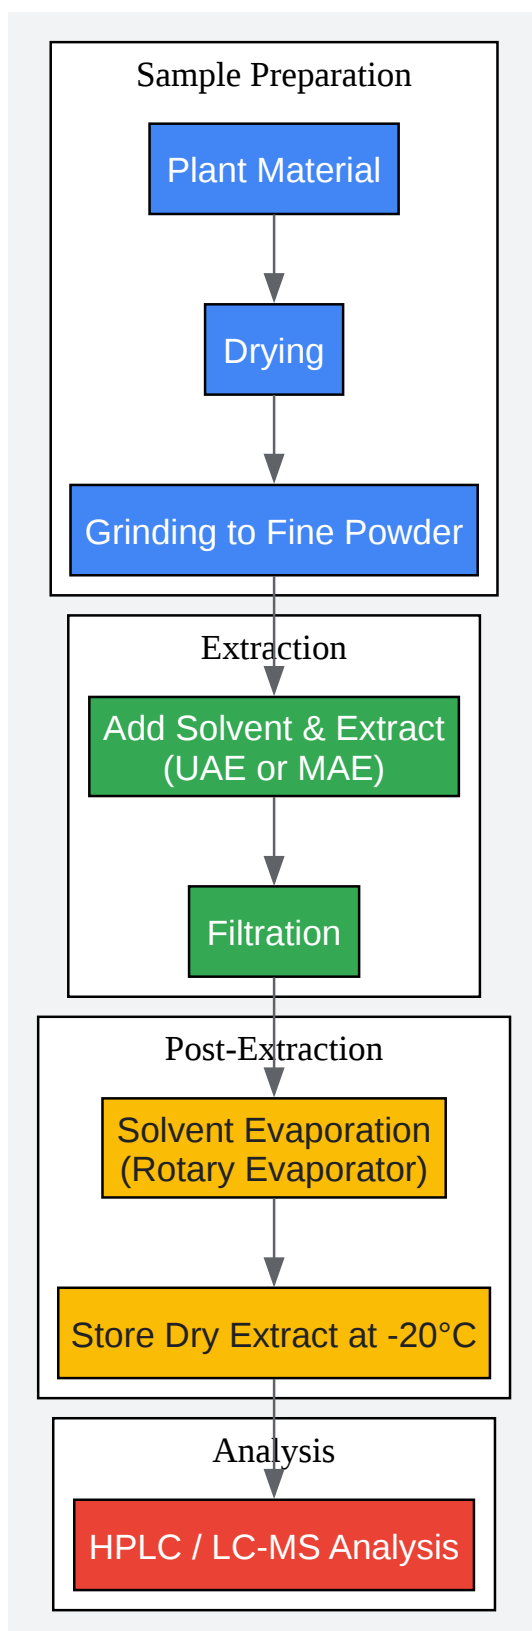 Sample Preparation
Plant Material
Drying
Grinding to Fine Powder
Extraction
Add Solvent & Extract
(UAE or MAE)
Filtration
Post-Extraction
Solvent Evaporation
(Rotary Evaporator)
Store Dry Extract at -20°C
Analysis
HPLC / LC-MS Analysis